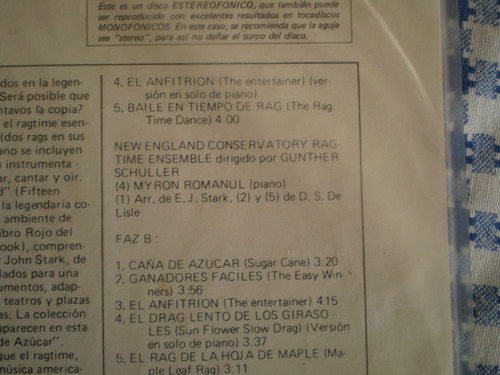 Este es un disco ESTEREOFONICO, que también puede
ser reproducido con excelentes resultados en tocadiscos
MONOFONICOS. En este caso, se recomienda que la aguja
sea "stereo", para así no dañar el surco del disco.
dos en la legen-
Será posible que
ntavos la copia?
el ragtime esen-
(dos rags en sus
ano se incluyen
instrumenta -
ar, cantar y oir.
d" (Fifteen
la legendaria co-
ambiente de
ibro Rojo del
ook), compren-
John Stark, de
lados para una
umentos, adap-
teatros y plazas
as. La colección
aparecen en esta
de Azúcar".
que el ragtime,
música america-
4. EL ANFITRION (The entertainer) (ver-
sión en solo de piano)
5. BAILE EN TIEMPO DE RAG (The Rag
Time Dance) 4:00
NEW ENGLAND CONSERVATORY RAG
TIME ENSEMBLE dirigido por GUNTHER
SCHULLER
(4) MYRON ROMANUL (piano)
(1) Arr. de E.J. Stark, (2) y (5) de D. S. De
Lisle
FAZ B:
1. CAÑA DE AZUCAR (Sugar Cane) 3:20
2. GANADORES FACILES (The Easy Win-
ners) 3:56
3. EL ANFITRION (The entertainer) 4:15
4. EL DRAG LENTO DE LOS GIRASO -
LES (Sun Flower Slow Drag) (Versión
en solo de piano) 3:37
5. EL RAG DE LA HOJA DE MAPLE (Ma-
ple Leaf Rag) 3:11